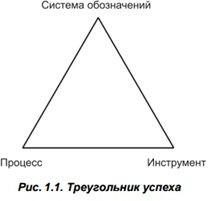 Система обозначений
Процесс
Инструмент
Рис. 1.1. Треугольник успеха